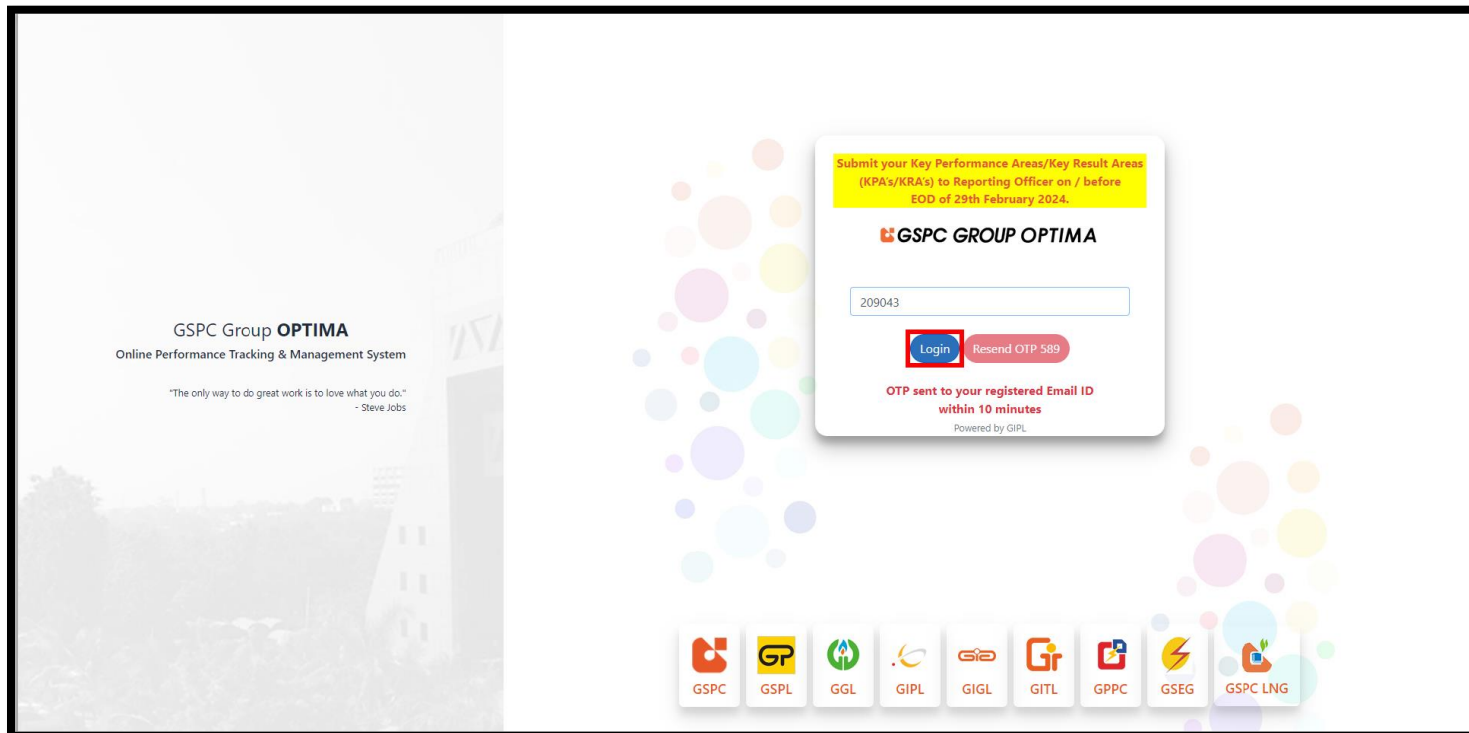 GSPC Group OPTIMA
Online Performance Tracking & Management System
"The only way to do great work is to love what you do."
- Steve Jobs
Submit your Key Performance Areas/Key Result Areas
(KPA's/KRA's) to Reporting Officer on / before
EOD of 29th February 2024.
GSPC GROUP OPTIMA
209043
Login Resend OTP 589
OTP sent to your registered Email ID
within 10 minutes
Powered by GIPL
GSPC GSPL GGL GIPL GIGL GITL GPPC GSEG GSPC LNG